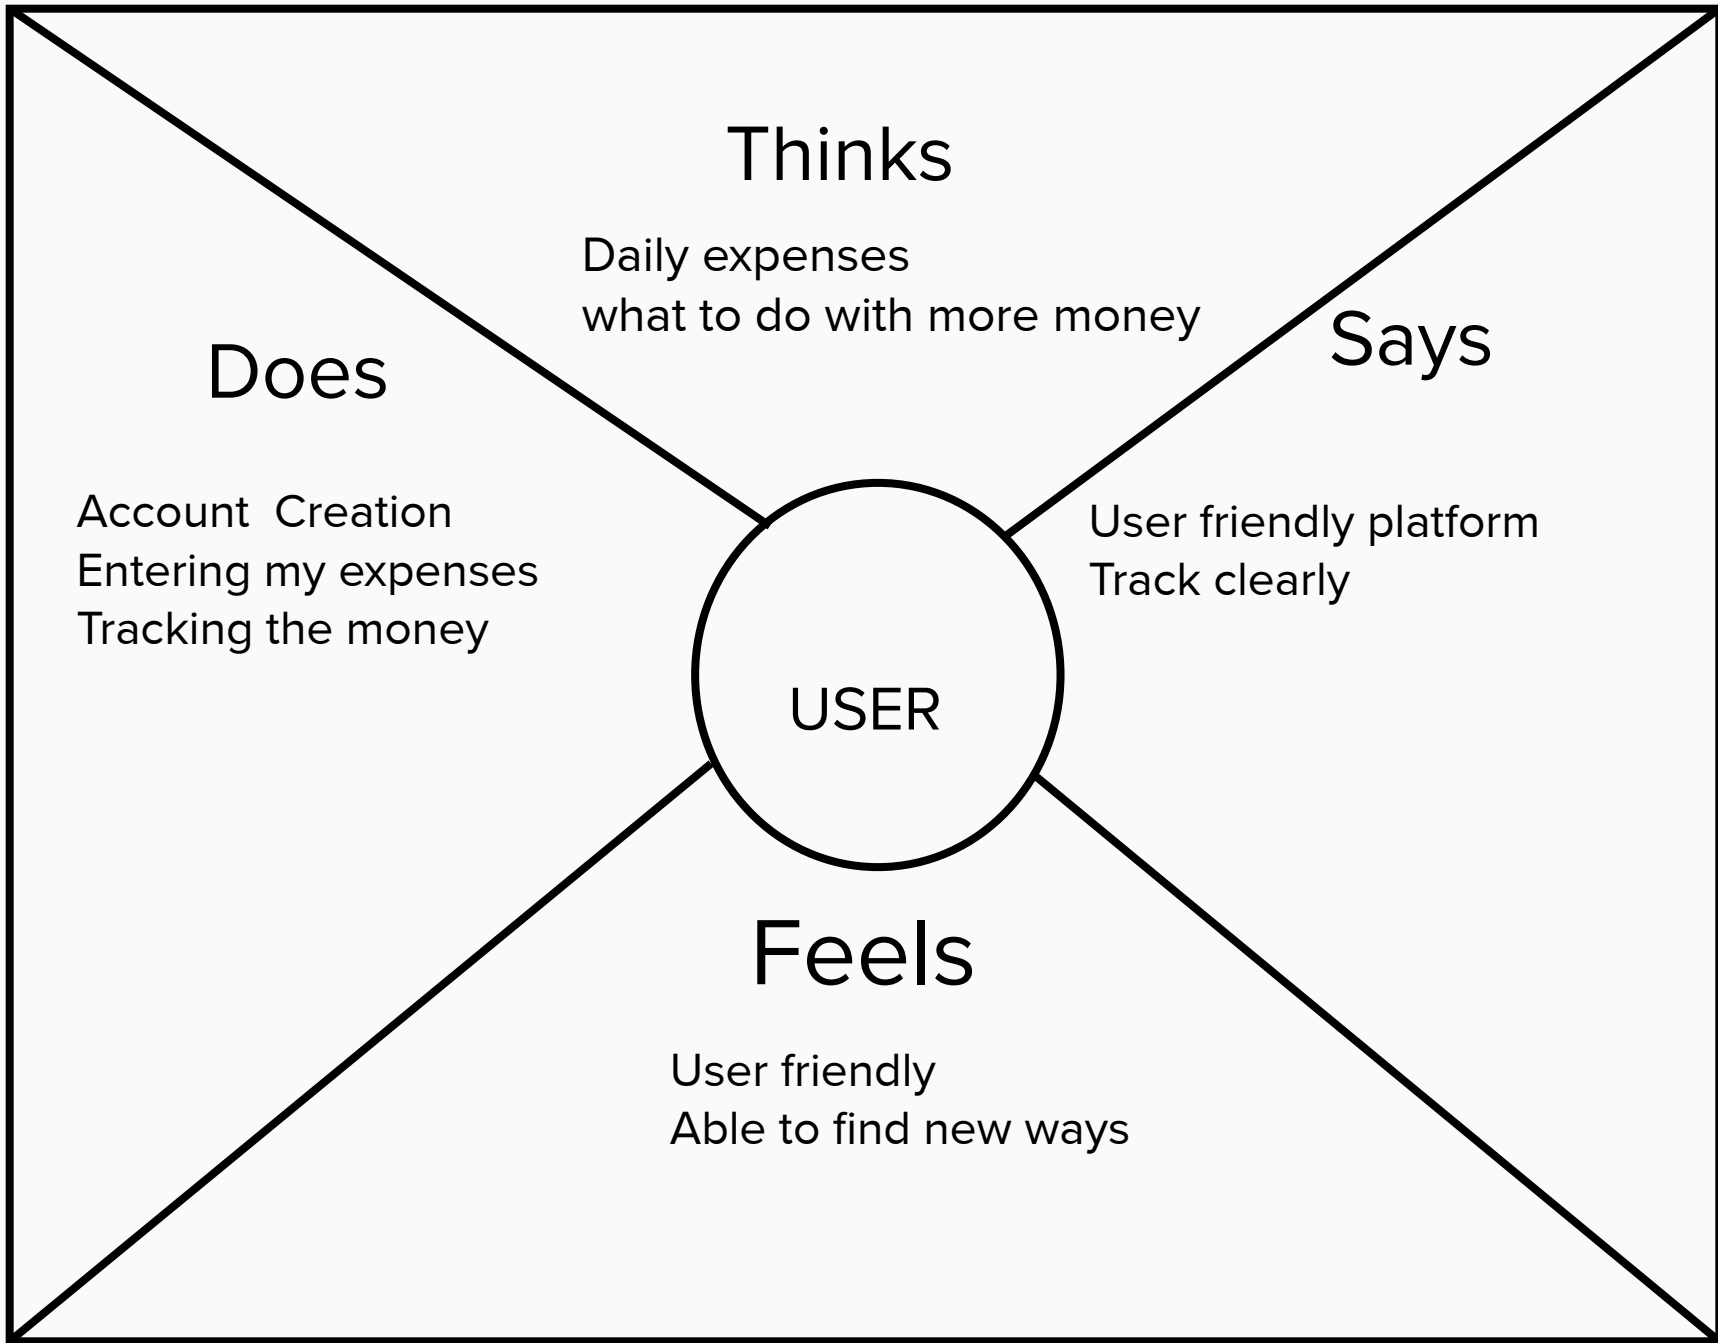 Thinks
Daily expenses
what to do with more money
Does
Account  Creation
Entering my expenses
Tracking the money
Says
User friendly platform
Track clearly
USER
Feels
User friendly
Able to find new ways